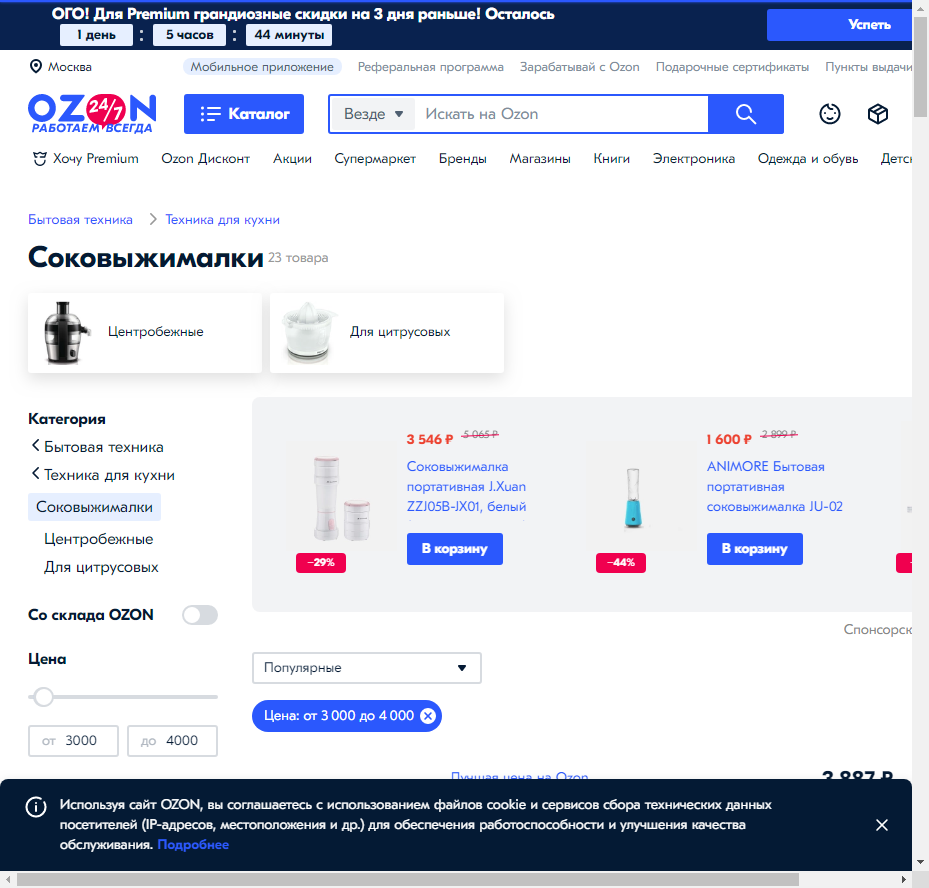 ОГО! Для Premium грандиозные скидки на 3 дня раньше! Осталось
1 день : 5 часов : 44 минуты
Успеть
Москва
Мобильное приложение
Реферальная программа
Зарабатывай с Ozon
Подарочные сертификаты
Пункты выдачи
OZON 24/7
РАБОТАЕМ ВСЕГДА
Каталог
Везде
Искать на Ozon
Хочу Premium
Ozon Дисконт
Акции
Супермаркет
Бренды
Магазины
Книги
Электроника
Одежда и обувь
Детск
Бытовая техника
Техника для кухни
Соковыжималки 23 товара
Центробежные
Для цитрусовых
Категория
Бытовая техника
Техника для кухни
Соковыжималки
Центробежные
Для цитрусовых
Со склада OZON
Цена
от 3000
до 4000
3 546 ₽ 5 065 ₽
Соковыжималка
портативная J.Xuan
ZZJ05B-JX01, белый
В корзину
−29%
1 600 ₽ 2 899 ₽
ANIMORE Бытовая
портативная
соковыжималка JU-02
В корзину
−44%
Спонсорск
Популярные
Цена: от 3 000 до 4 000
Лучшая цена на Ozon
3 887 ₽
Используя сайт OZON, вы соглашаетесь с использованием файлов cookie и сервисов сбора технических данных
посетителей (IP-адресов, местоположения и др.) для обеспечения работоспособности и улучшения качества
обслуживания. Подробнее